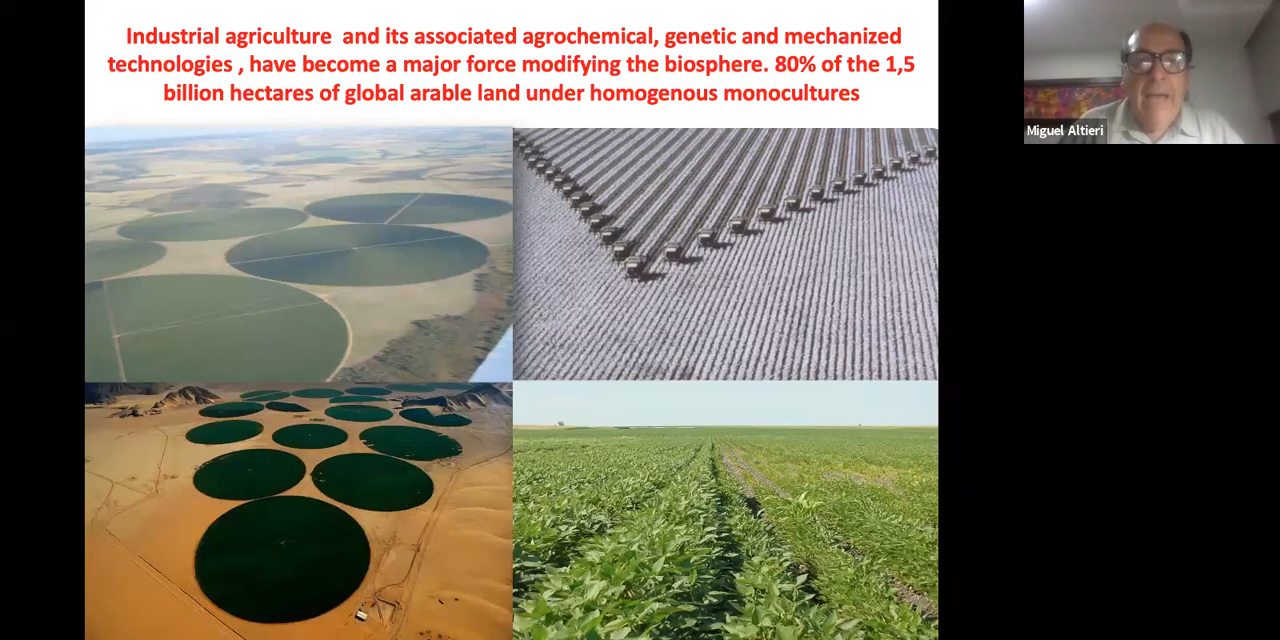 Industrial agriculture  and its associated agrochemical, genetic and mechanized
technologies , have become a major force modifying the biosphere. 80% of the 1,5
billion hectares of global arable land under homogenous monocultures
Miguel Altieri